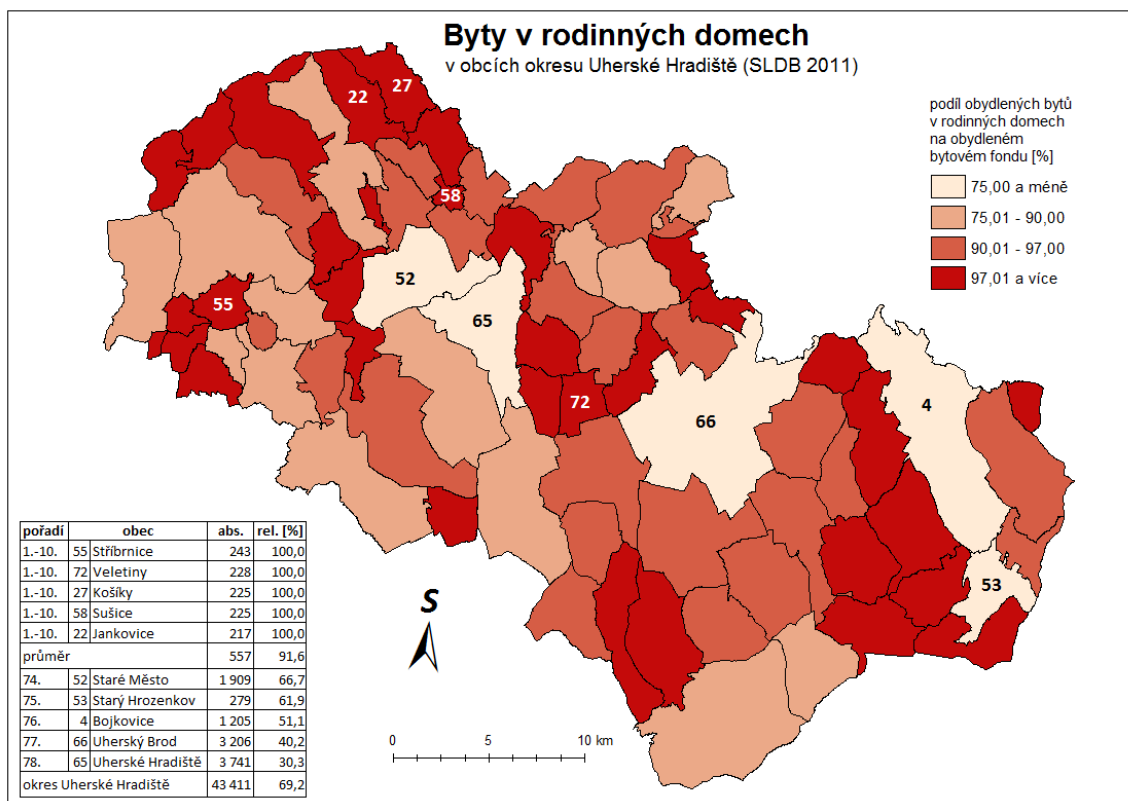 Byty v rodinných domech
v obcích okresu Uherské Hradiště (SLDB 2011)
podíl obydlených bytů
v rodinných domech
na obydleném
bytovém fondu [%]
75,00 a méně
75,01 - 90,00
90,01 - 97,00
97,01 a více
27
22
58
52
55
65
72
66
4
53
pořadí obec abs. rel. [%]
1.-10. 55 Stříbrnice 243 100,0
1.-10. 72 Veletiny 228 100,0
1.-10. 27 Košíky 225 100,0
1.-10. 58 Sušice 225 100,0
1.-10. 22 Jankovice 217 100,0
průměr 557 91,6
74. 52 Staré Město 1 909 66,7
75. 53 Starý Hrozenkov 279 61,9
76. 4 Bojkovice 1 205 51,1
77. 66 Uherský Brod 3 206 40,2
78. 65 Uherské Hradiště 3 741 30,3
okres Uherské Hradiště 43 411 69,2
S
0 5 10 km